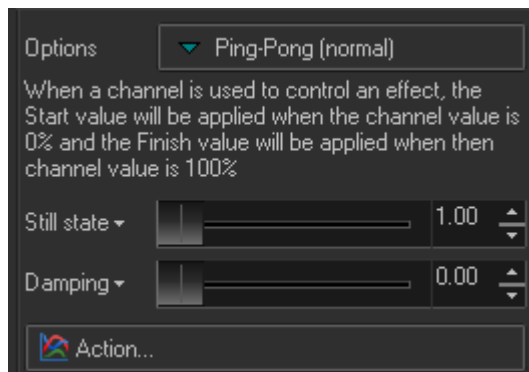 Options Ping-Pong (normal)
When a channel is used to control an effect, the
Start value will be applied when the channel value is
0% and the Finish value will be applied when then
channel value is 100%
Still state 1.00
Damping 0.00
Action...